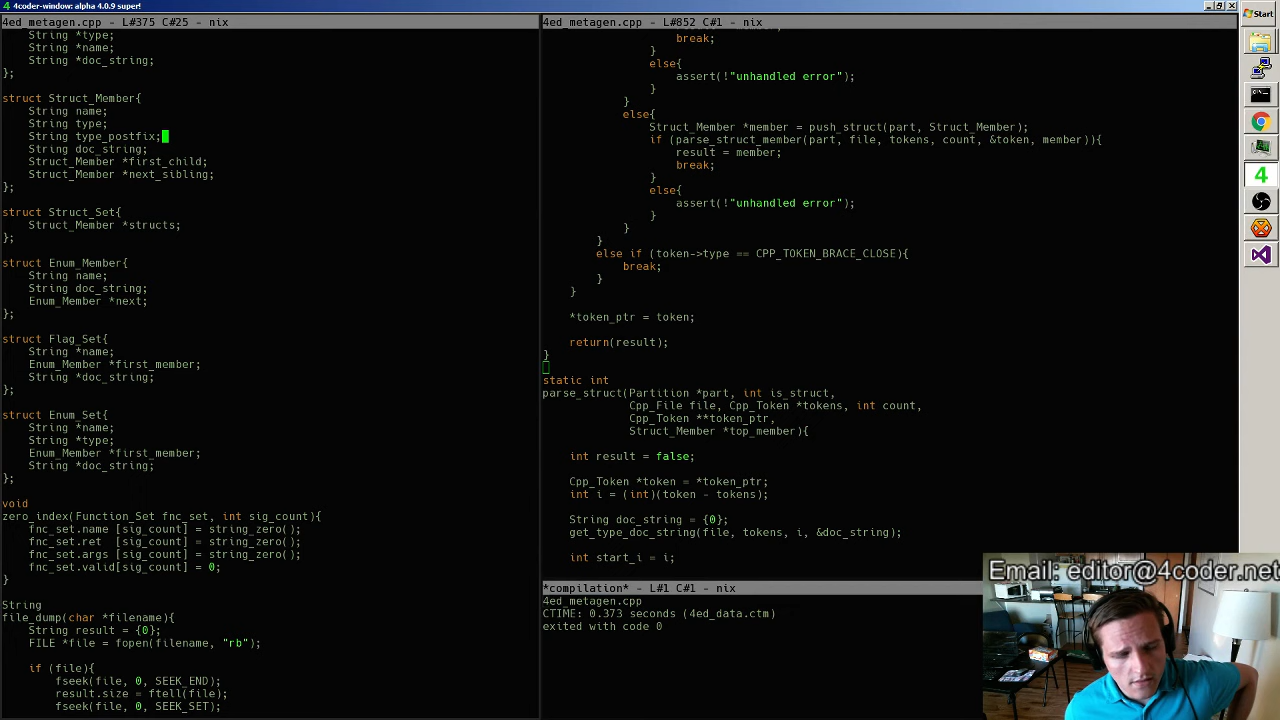 4coder-window: alpha 4.0.9 super!
4ed_metagen.cpp - L#375 C#25 - nix
String *type;
String *name;
String *doc_string;
};
struct Struct_Member{
String name;
String type;
String type_postfix;
String doc_string;
Struct_Member *first_child;
Struct_Member *next_sibling;
};
struct Struct_Set{
Struct_Member *structs;
};
struct Enum_Member{
String name;
String doc_string;
Enum_Member *next;
};
struct Flag_Set{
String *name;
Enum_Member *first_member;
String *doc_string;
};
struct Enum_Set{
String *name;
String *type;
Enum_Member *first_member;
String *doc_string;
};
void
zero_index(Function_Set fnc_set, int sig_count){
fnc_set.name [sig_count] = string_zero();
fnc_set.ret  [sig_count] = string_zero();
fnc_set.args [sig_count] = string_zero();
fnc_set.valid[sig_count] = 0;
}
String
file_dump(char *filename){
String result = {0};
FILE *file = fopen(filename, "rb");
if (file){
fseek(file, 0, SEEK_END);
result.size = ftell(file);
fseek(file, 0, SEEK_SET);
4ed_metagen.cpp - L#852 C#1 - nix
break;
}
else{
assert(!"unhandled error");
}
}
else{
Struct_Member *member = push_struct(part, Struct_Member);
if (parse_struct_member(part, file, tokens, count, &token, member)){
result = member;
break;
}
else{
assert(!"unhandled error");
}
}
}
else if (token->type == CPP_TOKEN_BRACE_CLOSE){
break;
}
}
*token_ptr = token;
return(result);
}
static int
parse_struct(Partition *part, int is_struct,
Cpp_File file, Cpp_Token *tokens, int count,
Cpp_Token **token_ptr,
Struct_Member *top_member){
int result = false;
Cpp_Token *token = *token_ptr;
int i = (int)(token - tokens);
String doc_string = {0};
get_type_doc_string(file, tokens, i, &doc_string);
int start_i = i;
*compilation* - L#1 C#1 - nix
4ed_metagen.cpp
CTIME: 0.373 seconds (4ed_data.ctm)
exited with code 0
Start
4
Email: editor@4coder.net